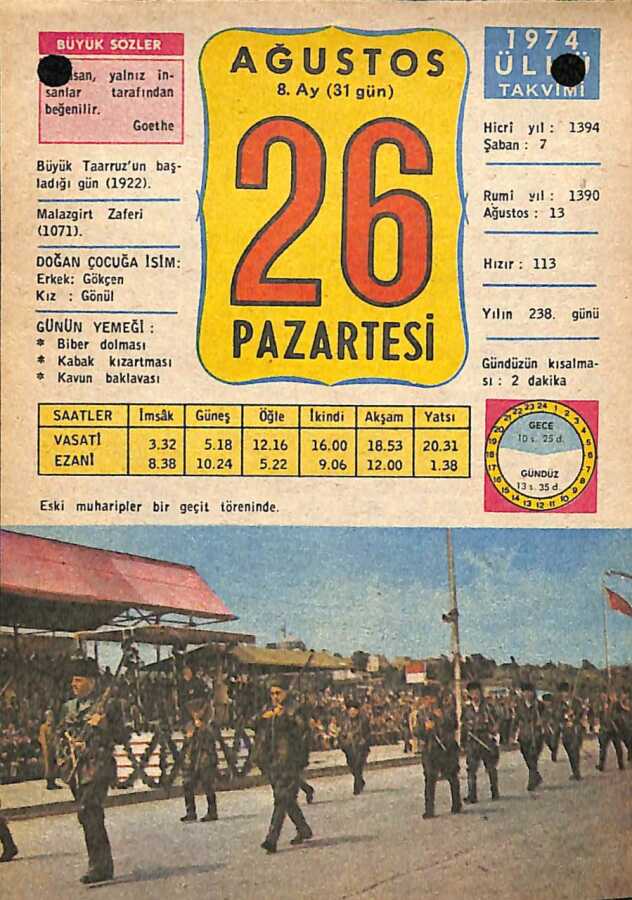 BÜYÜK SÖZLER
san, yalnız in-
sanlar tarafından
beğenilir.
Goethe
Büyük Taarruz'un baş-
ladığı gün (1922).
Malazgirt Zaferi
(1071).
DOĞAN ÇOCUĞA İSİM:
Erkek: Gökçen
Kız : Gönül
GÜNÜN YEMEĞİ :
* Biber dolması
* Kabak kızartması
* Kavun baklavası
AĞUSTOS
8. Ay (31 gün)
26
PAZARTESİ
1974
TAKVİMİ
Hicrî yıl : 1394
Şaban : 7
Rumî yıl : 1390
Ağustos : 13
Hızır : 113
Yılın 238. günü
Gündüzün kısalma-
sı : 2 dakika
SAATLER İmsâk Güneş Öğle İkindi Akşam Yatsı
VASATÎ 3.32 5.18 12.16 16.00 18.53 20.31
EZANÎ 8.38 10.24 5.22 9.06 12.00 1.38
GECE
10 s. 25 d.
GÜNDÜZ
13 s. 35 d.
Eski muharipler bir geçit töreninde.